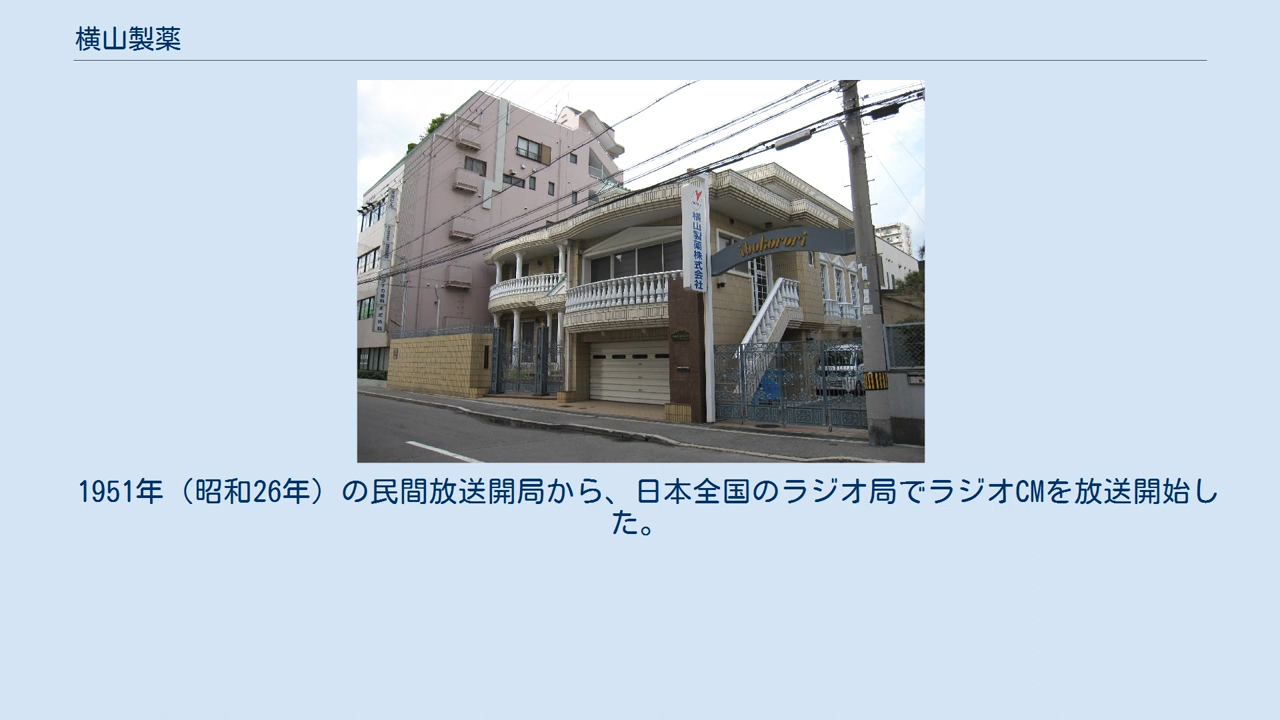 横山製薬
横山製薬株式会社
1951年（昭和26年）の民間放送開局から、日本全国のラジオ局でラジオCMを放送開始し
た。